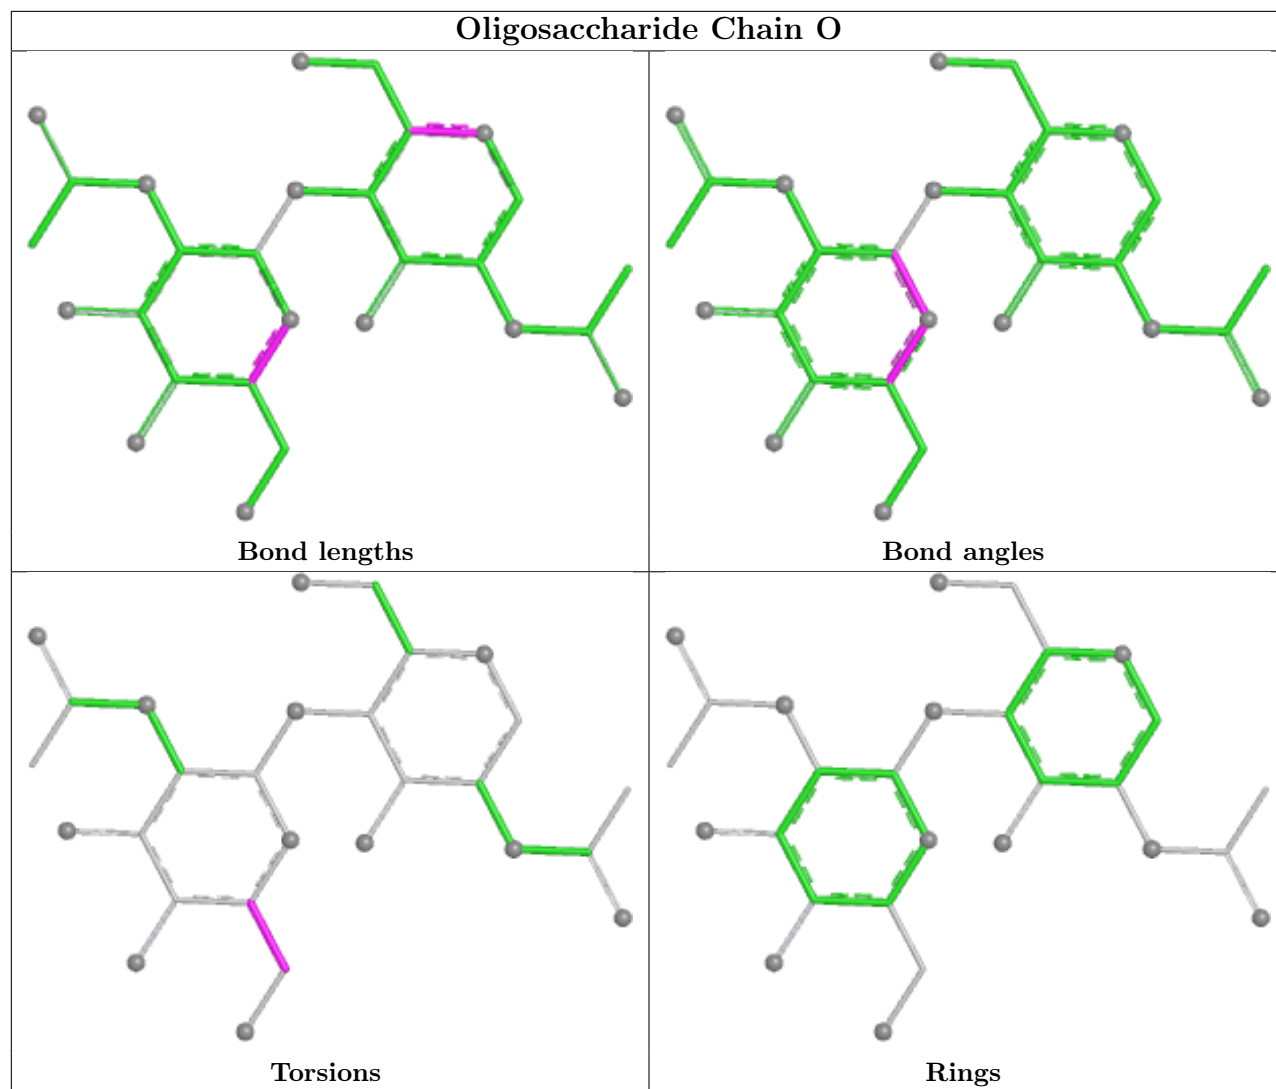 Oligosaccharide Chain O
Bond lengths
Bond angles
Torsions
Rings